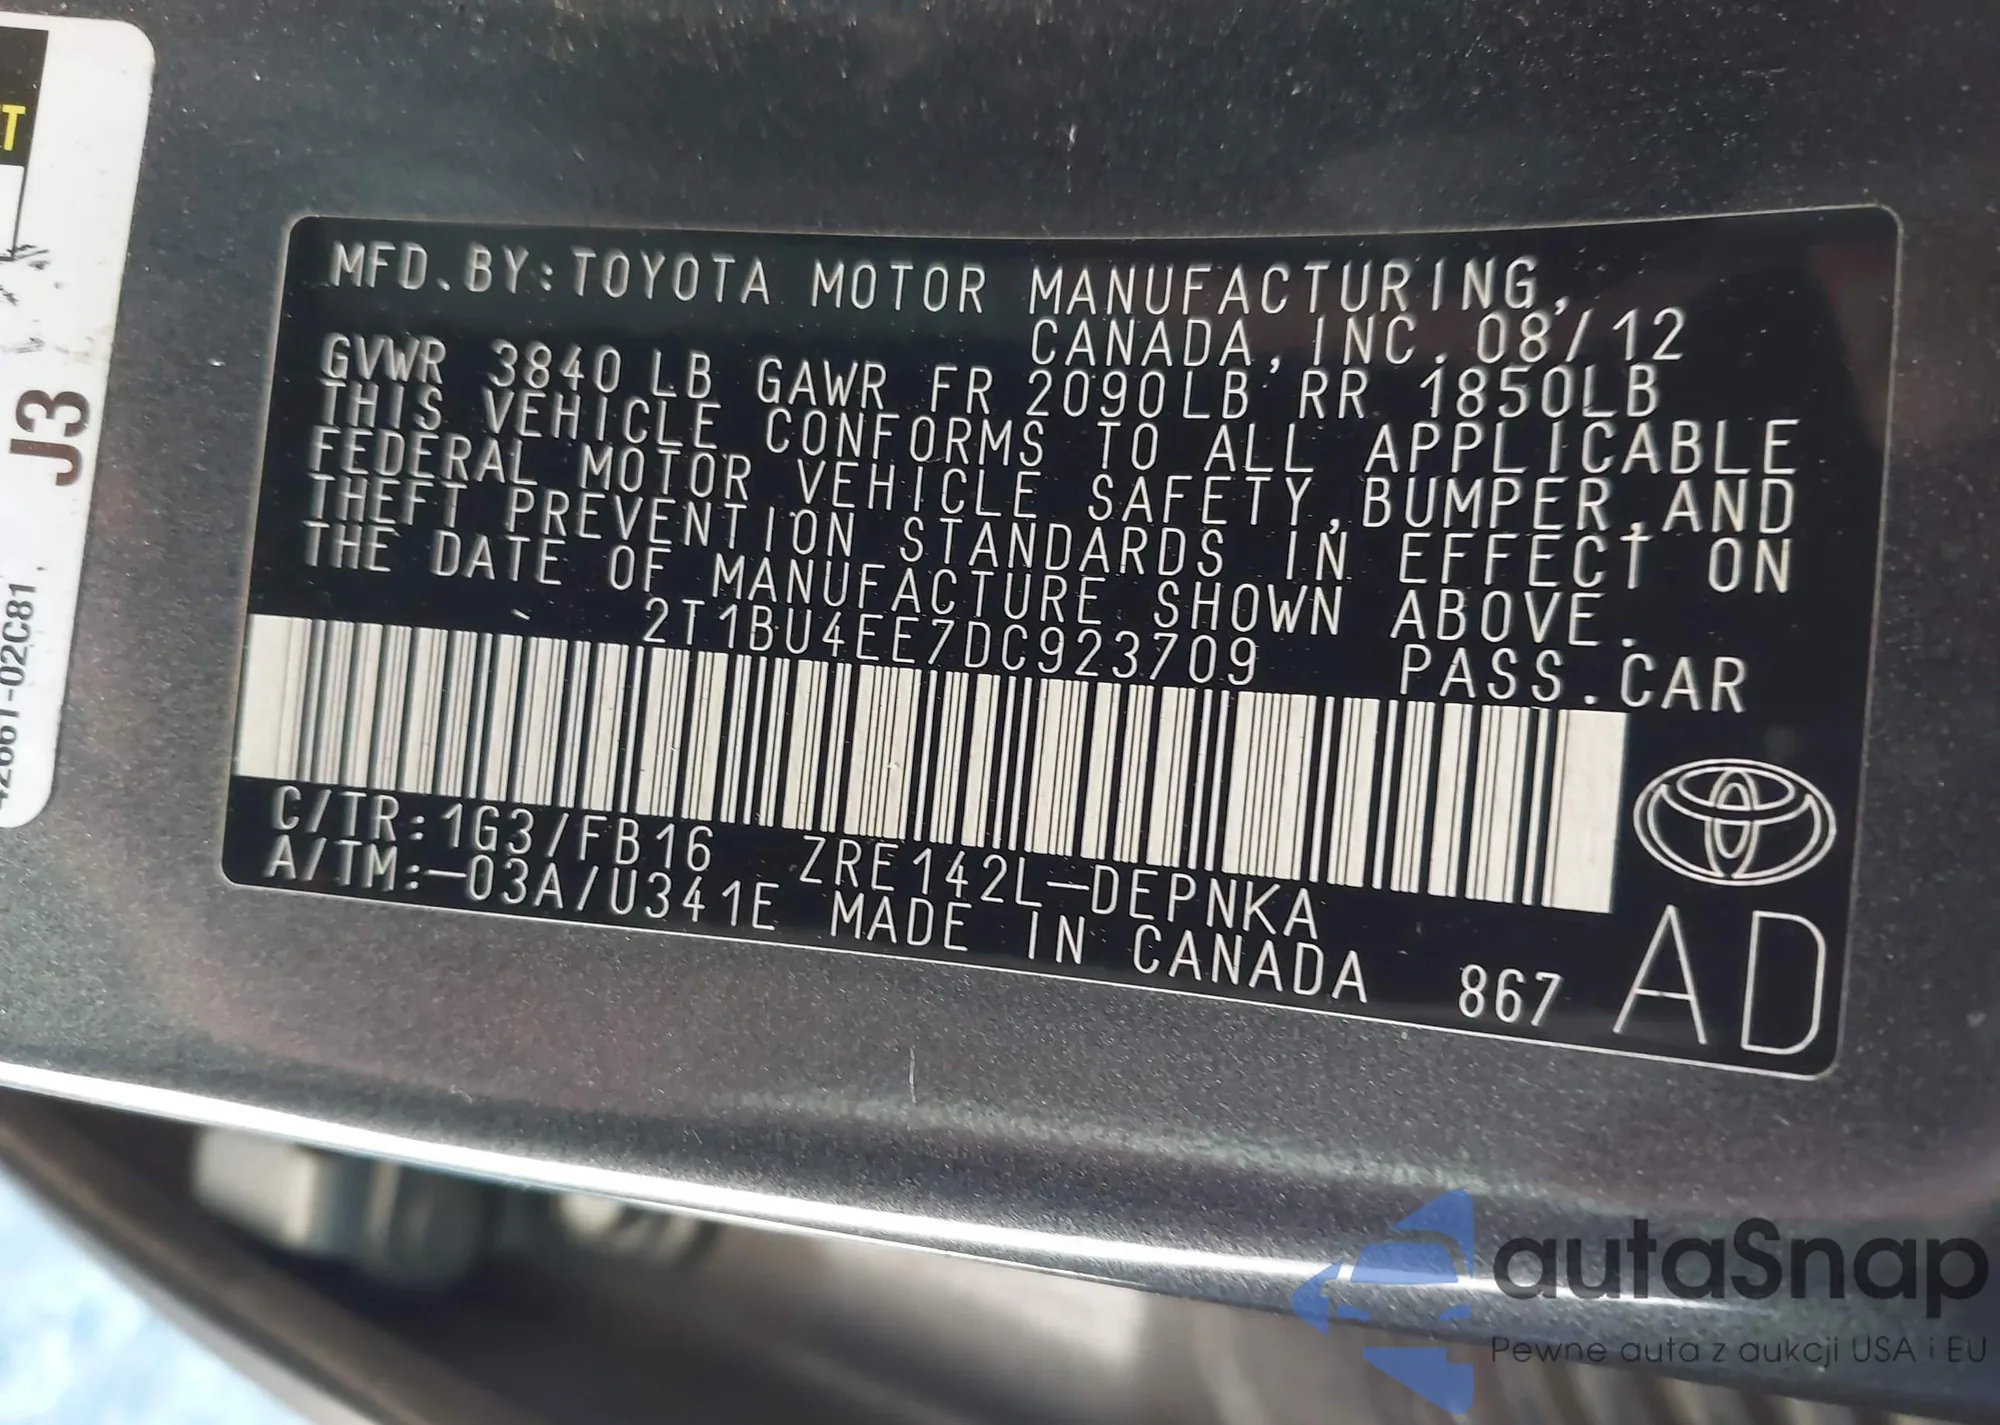 J3
42661-02C81
MFD.BY:TOYOTA MOTOR MANUFACTURING,
CANADA,INC.08/12
GVWR 3840LB GAWR FR 2090LB RR 1850LB
THIS VEHICLE CONFORMS TO ALL APPLICABLE
FEDERAL MOTOR VEHICLE SAFETY,BUMPER,AND
THEFT PREVENTION STANDARDS IN EFFECT ON
THE DATE OF MANUFACTURE SHOWN ABOVE.
2T1BU4EE7DC923709 PASS.CAR
C/TR:1G3/FB16 ZRE142L-DEPNKA
A/TM:-03A/U341E MADE IN CANADA 867
AD
autaSnap
Pewne auta z aukcji USA i EU